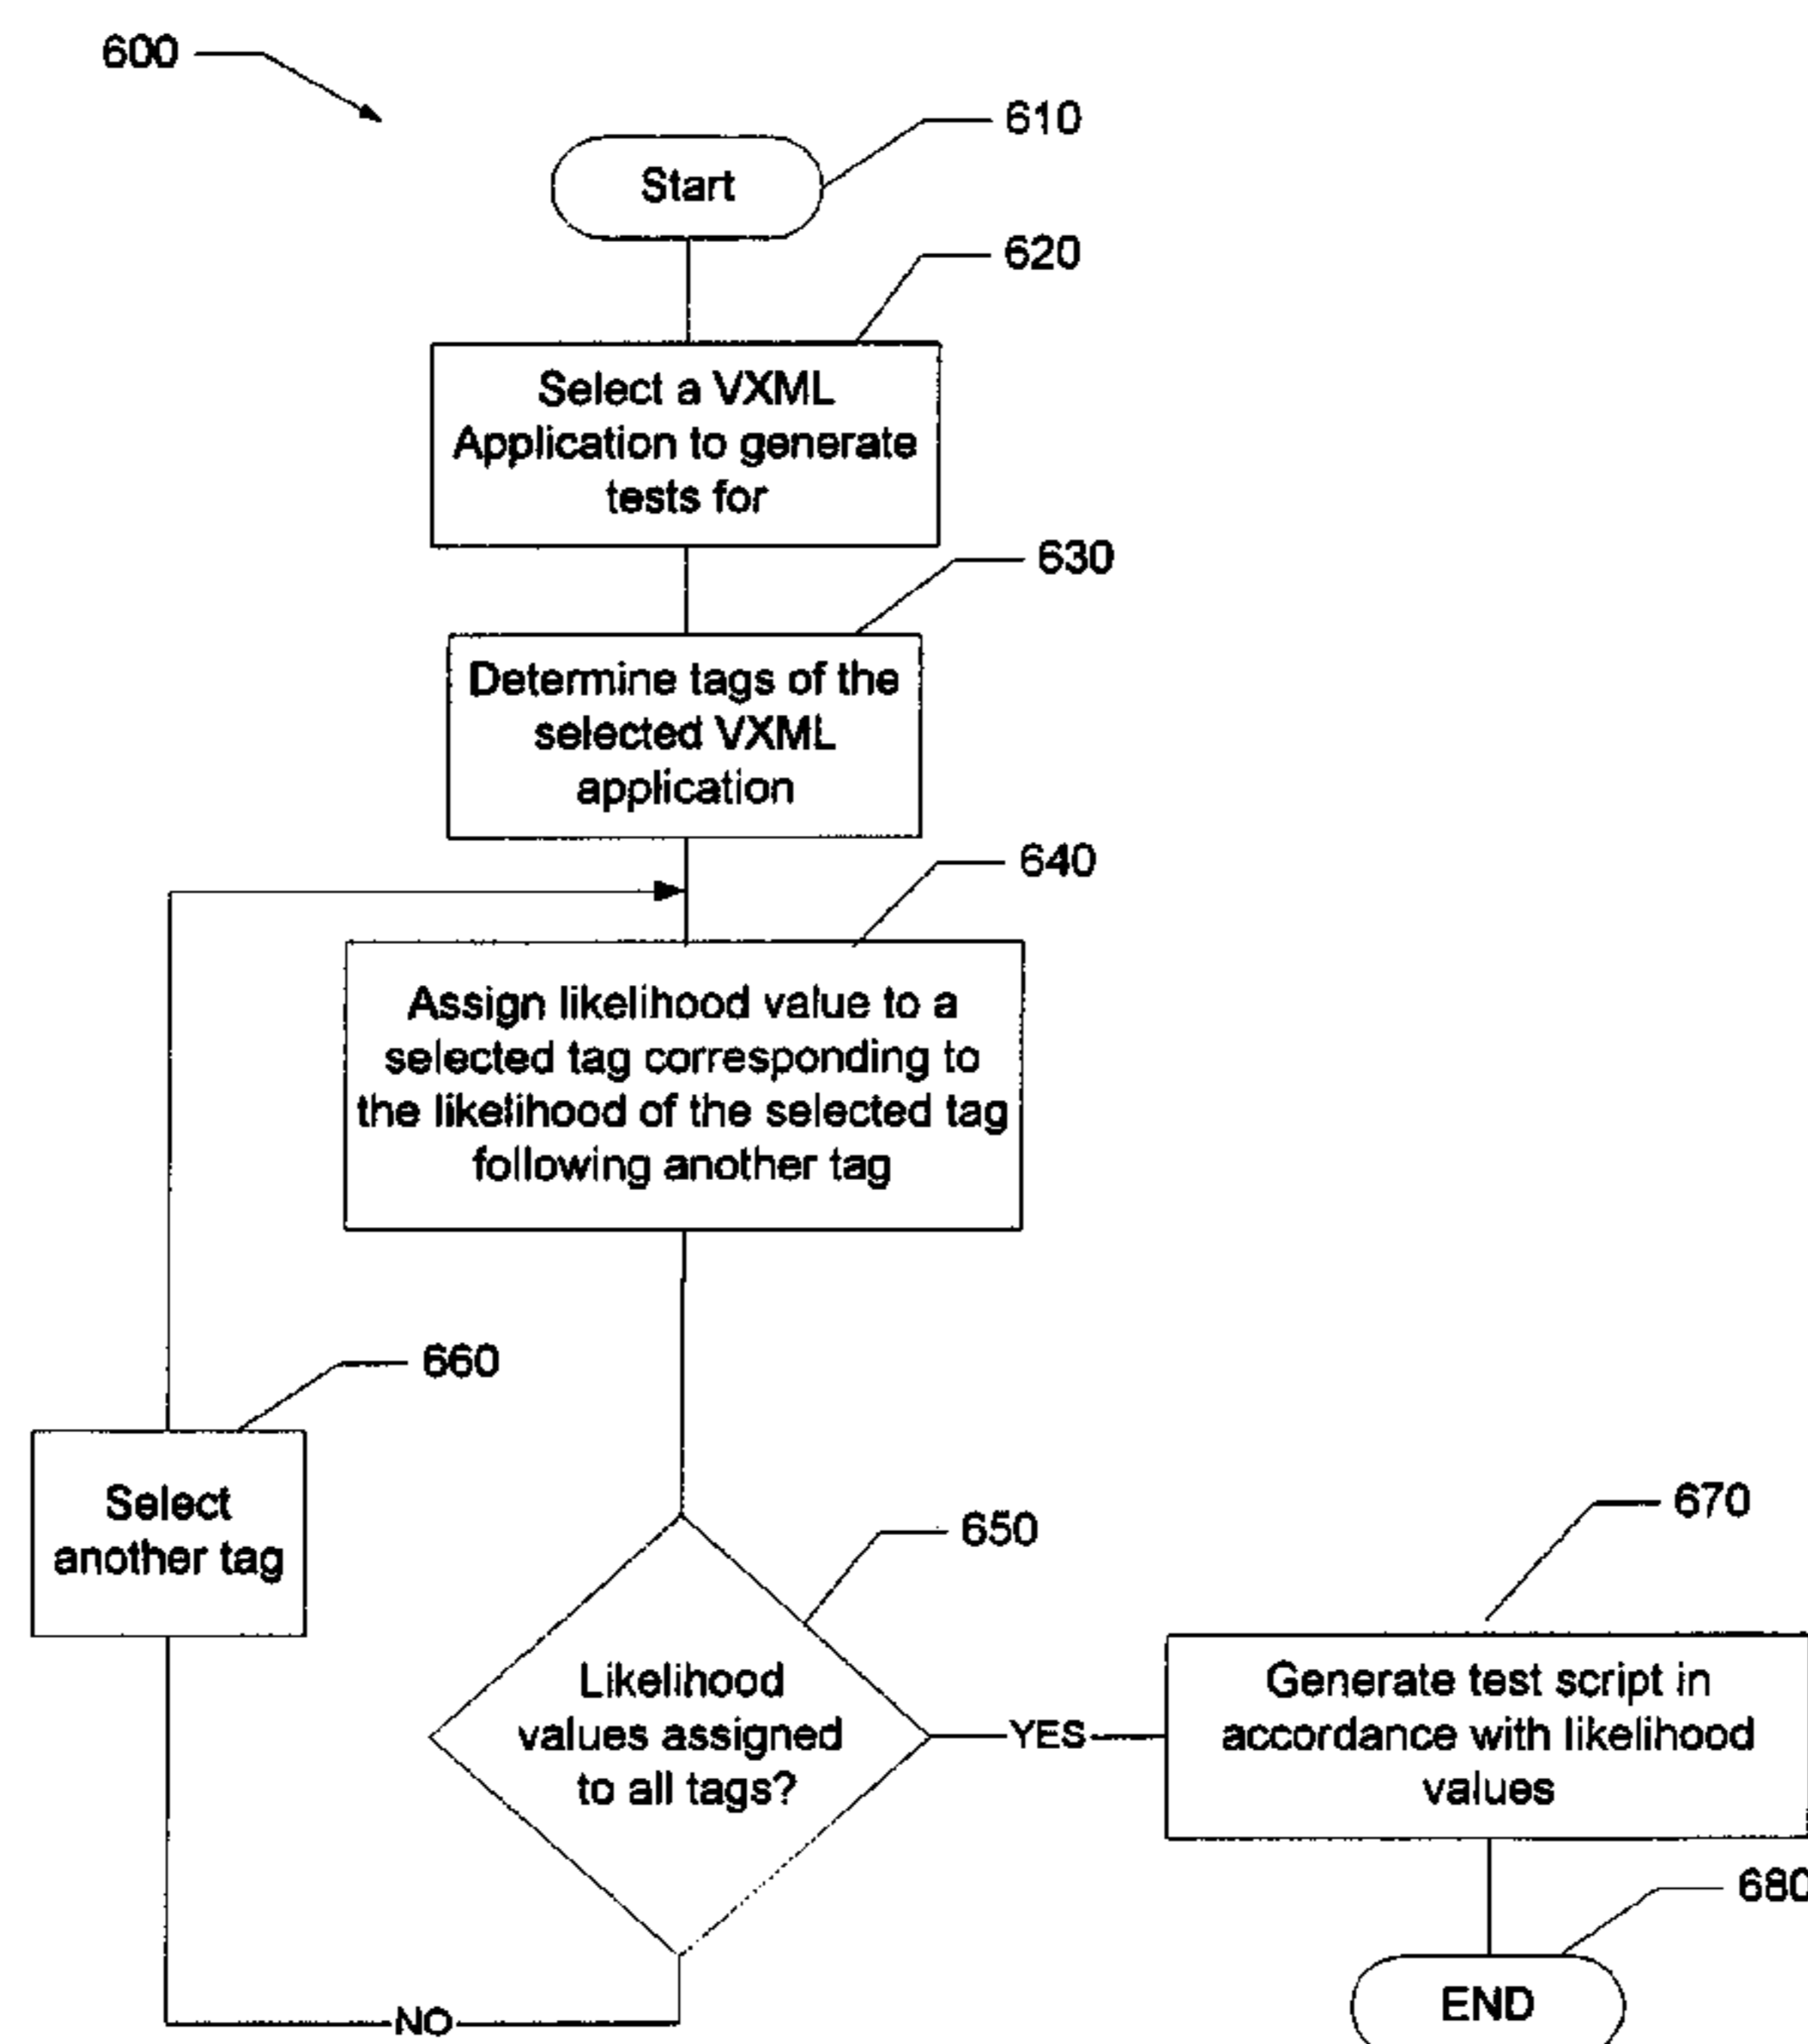 600
610
Start
620
Select a VXML
Application to generate
tests for
630
Determine tags of the
selected VXML
application
640
Assign likelihood value to a
selected tag corresponding to
the likelihood of the selected tag
following another tag
660
Select
another tag
650
Likelihood
values assigned
to all tags?
YES
670
Generate test script in
accordance with likelihood
values
680
END
NO